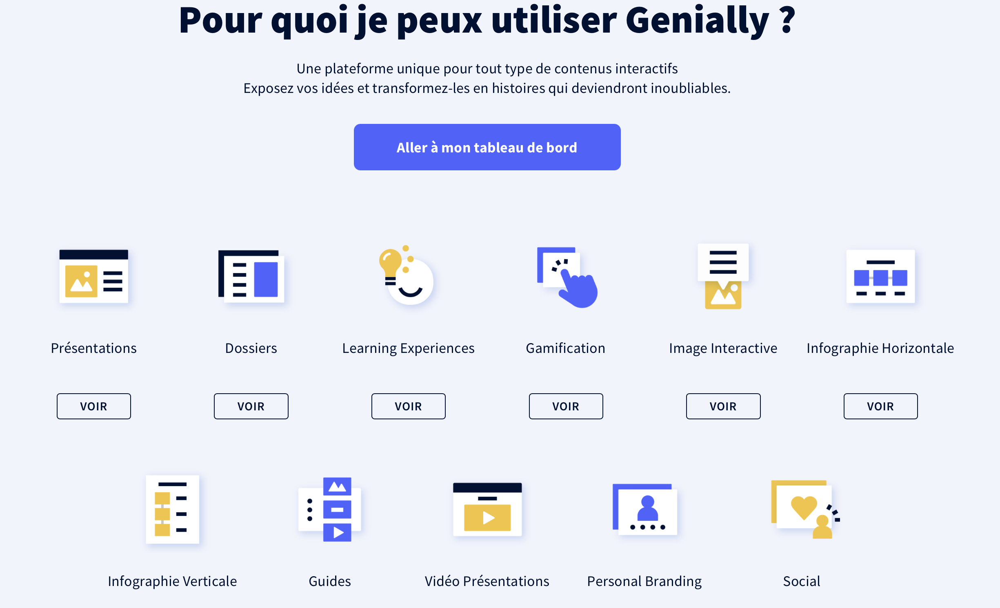 Pour quoi je peux utiliser Genially ?
Une plateforme unique pour tout type de contenus interactifs
Exposez vos idées et transformez-les en histoires qui deviendront inoubliables.
Aller à mon tableau de bord
Présentations
Dossiers
Learning Experiences
Gamification
Image Interactive
Infographie Horizontale
VOIR
VOIR
VOIR
VOIR
VOIR
VOIR
Infographie Verticale
Guides
Vidéo Présentations
Personal Branding
Social